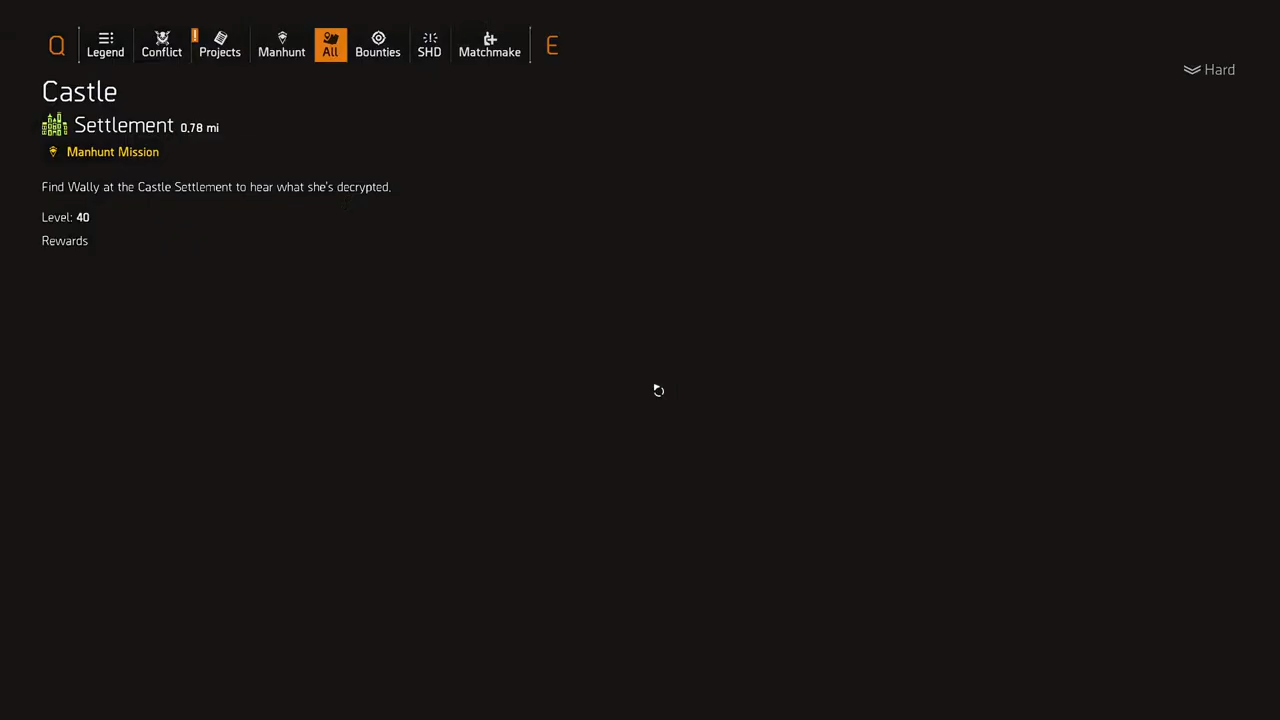 Q Legend Conflict Projects Manhunt All Bounties SHD Matchmake E
Hard
Castle
Settlement 0.78 mi
Manhunt Mission
Find Wally at the Castle Settlement to hear what she's decrypted.
Level: 40
Rewards